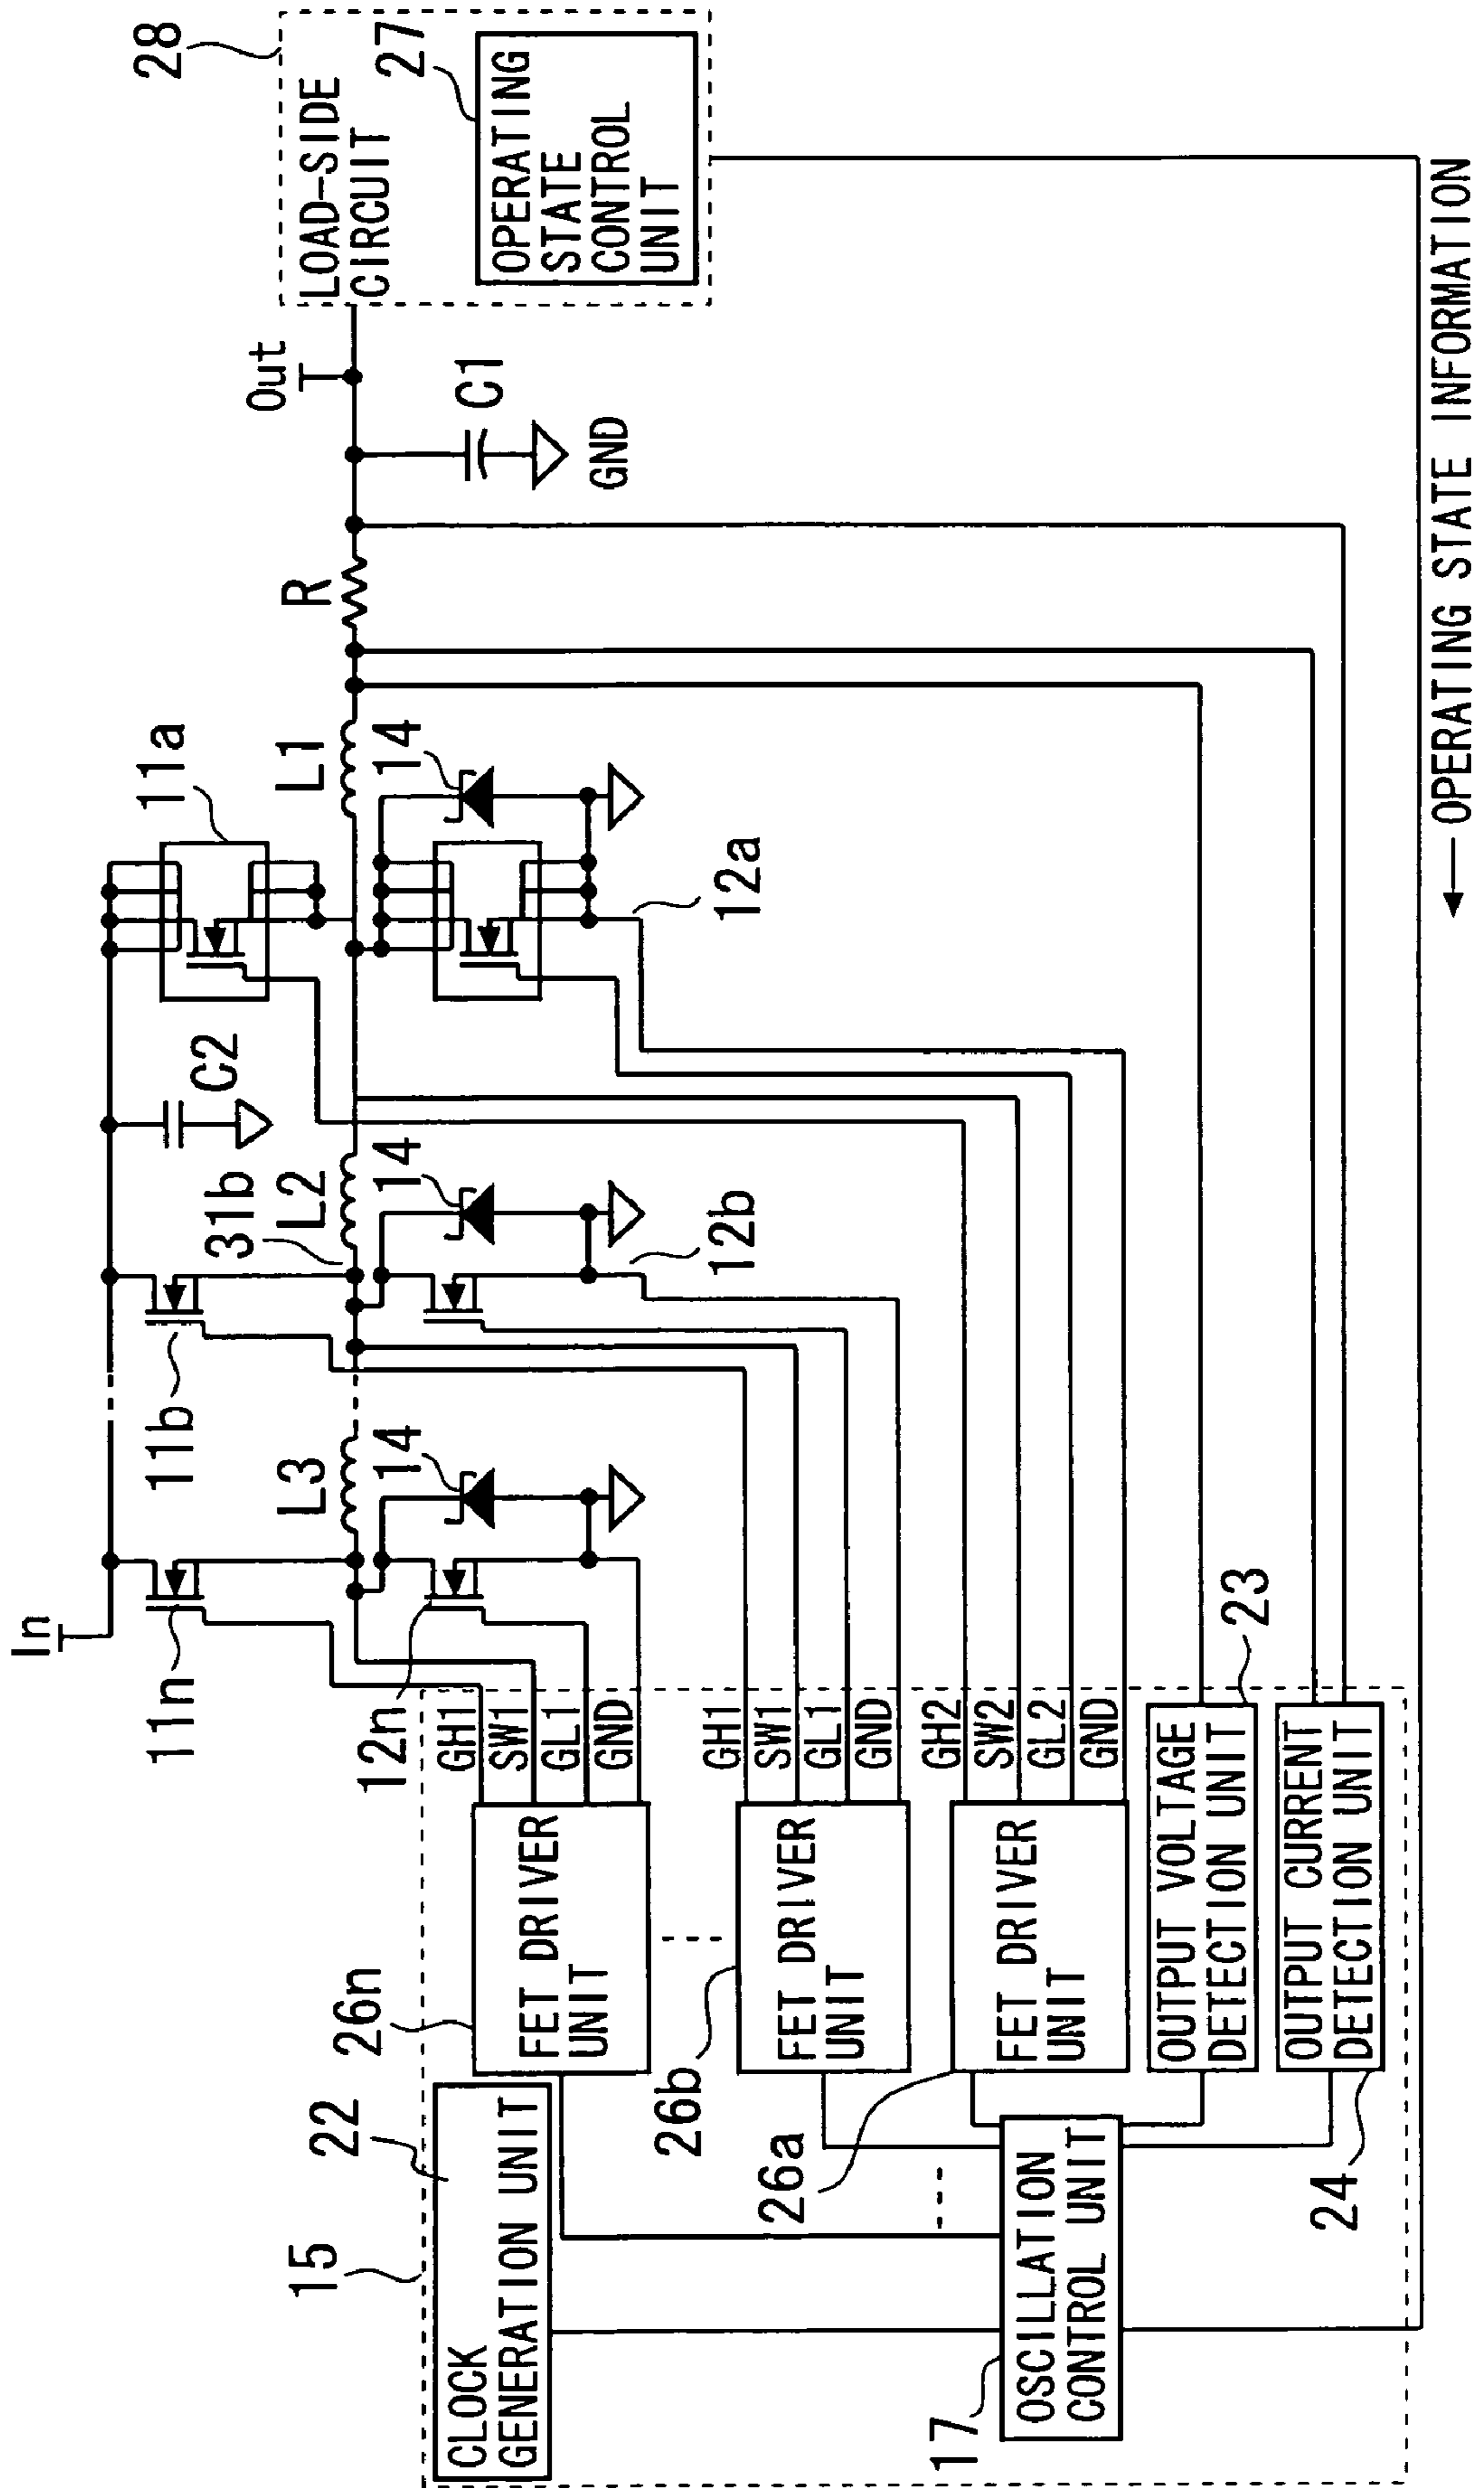 28
LOAD-SIDE
CIRCUIT
27
OPERATING
STATE
CONTROL
UNIT
Out
C1
GND
R
L1
11a
14
12a
C2
L2
31b
14
12b
11b
L3
14
In
11n
12n
GH1
SW1
GL1
GND
GH1
SW1
GL1
GND
GH2
SW2
GL2
GND
FET DRIVER
UNIT
26n
FET DRIVER
UNIT
26b
FET DRIVER
UNIT
26a
OUTPUT VOLTAGE
DETECTION UNIT
23
OUTPUT CURRENT
DETECTION UNIT
24
15
CLOCK
GENERATION UNIT
22
OSCILLATION
CONTROL UNIT
17
OPERATING STATE INFORMATION